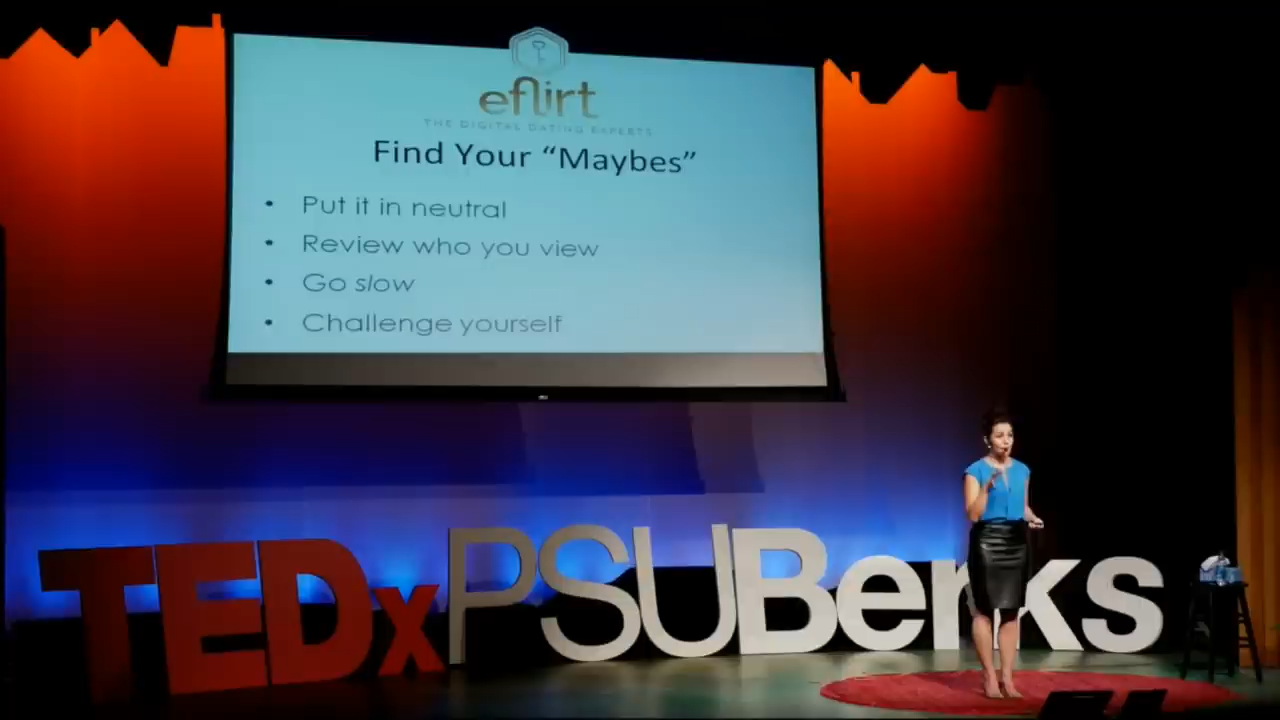 eflirt
THE DIGITAL DATING EXPERTS
Find Your “Maybes”
• Put it in neutral
• Review who you view
• Go slow
• Challenge yourself
TEDxPSUBerks